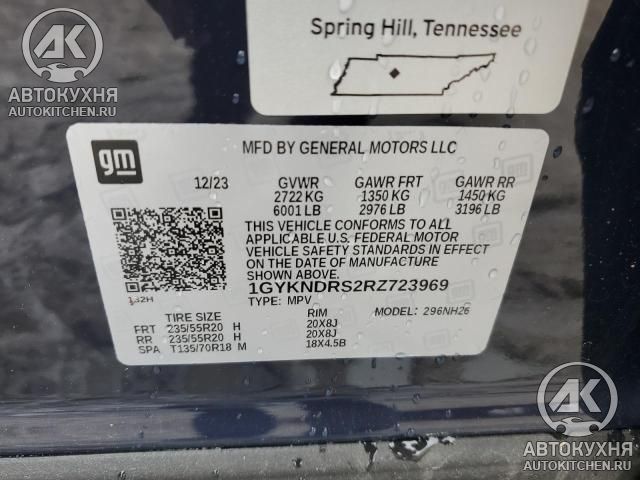 AK
АВТОКУХНЯ
AUTOKITCHEN.RU
Spring Hill, Tennessee
gm
MFD BY GENERAL MOTORS LLC
12/23 GVWR GAWR FRT GAWR RR
2722 KG 1350 KG 1450 KG
6001 LB 2976 LB 3196 LB
THIS VEHICLE CONFORMS TO ALL
APPLICABLE U.S. FEDERAL MOTOR
VEHICLE SAFETY STANDARDS IN EFFECT
ON THE DATE OF MANUFACTURE
SHOWN ABOVE.
1GYKNDRS2RZ723969
TYPE: MPV MODEL: 296NH26
132H
TIRE SIZE RIM
FRT 235/55R20 H 20X8J
RR 235/55R20 H 20X8J
SPA T135/70R18 M 18X4.5B
AK
АВТОКУХНЯ
AUTOKITCHEN.RU